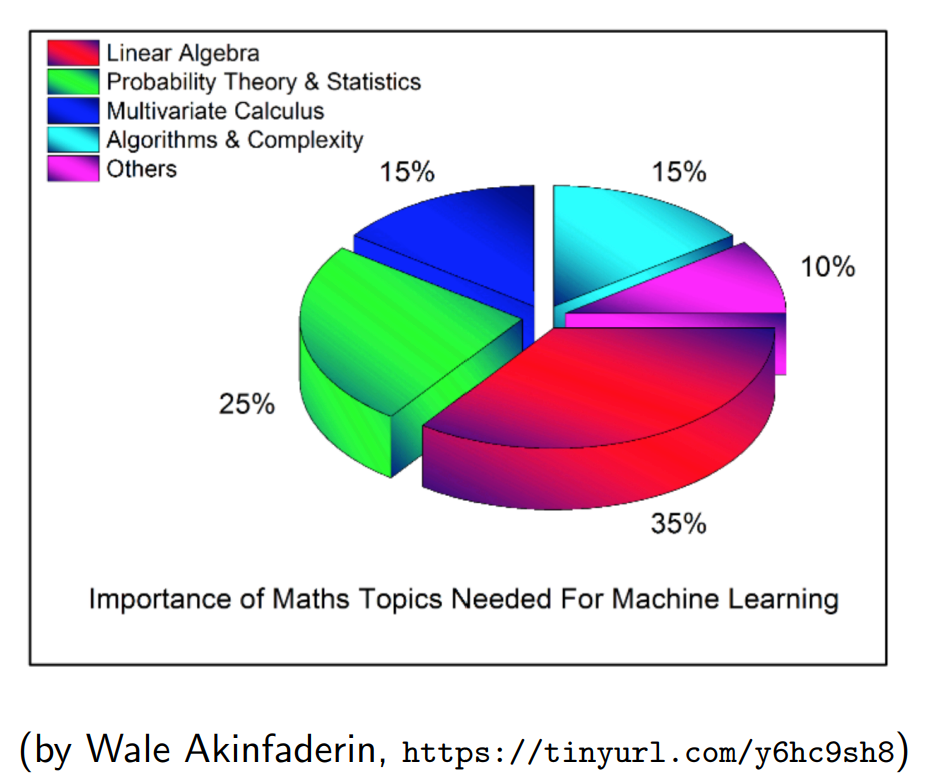 Linear Algebra
Probability Theory & Statistics
Multivariate Calculus
Algorithms & Complexity
Others
15%
15%
10%
25%
35%
Importance of Maths Topics Needed For Machine Learning
(by Wale Akinfaderin, https://tinyurl.com/y6hc9sh8)